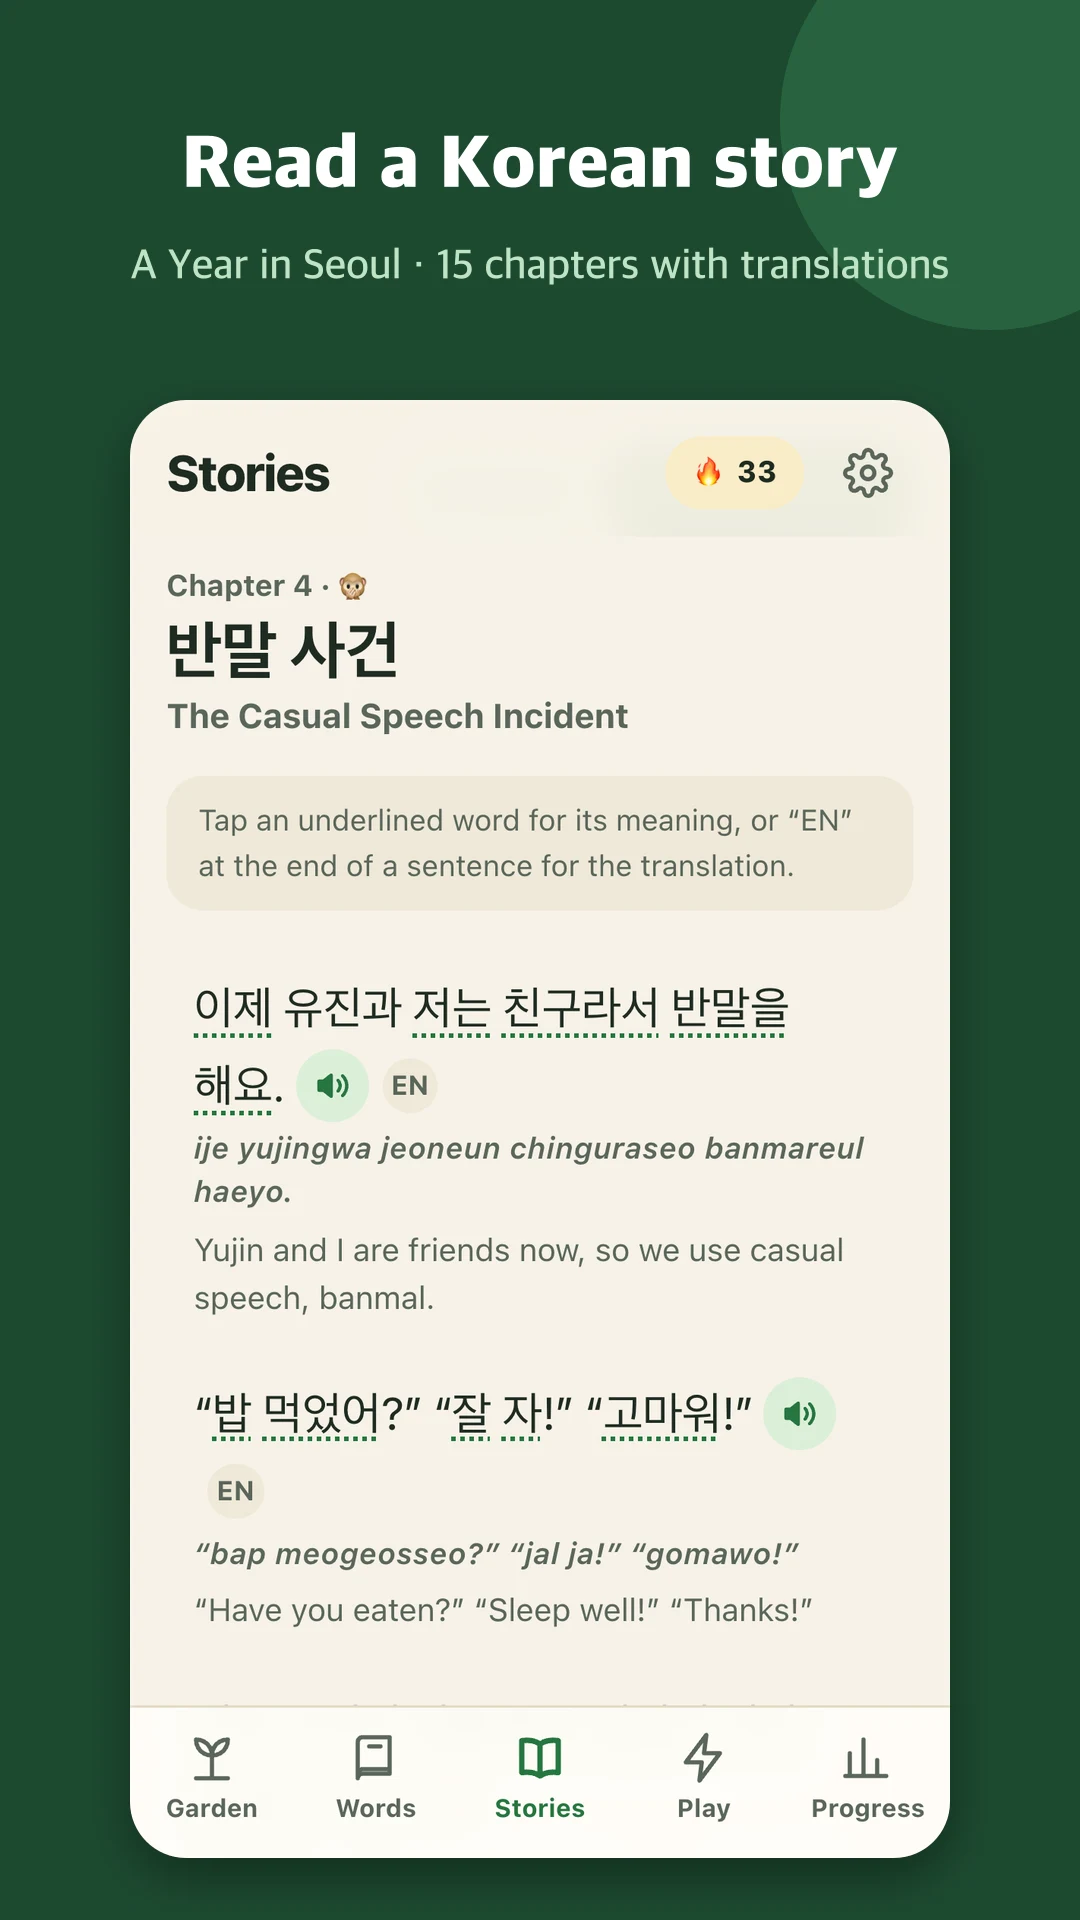 Read a Korean story
A Year in Seoul · 15 chapters with translations
Stories
🔥 33
Chapter 4 · 🙊
반말 사건
The Casual Speech Incident
Tap an underlined word for its meaning, or “EN”
at the end of a sentence for the translation.
이제 유진과 저는 친구라서 반말을
해요. EN
ije yujingwa jeoneun chinguraseo banmareul
haeyo.
Yujin and I are friends now, so we use casual
speech, banmal.
“밥 먹었어?” “잘 자!” “고마워!”
EN
“bap meogeosseo?” “jal ja!” “gomawo!”
“Have you eaten?” “Sleep well!” “Thanks!”
Garden Words Stories Play Progress